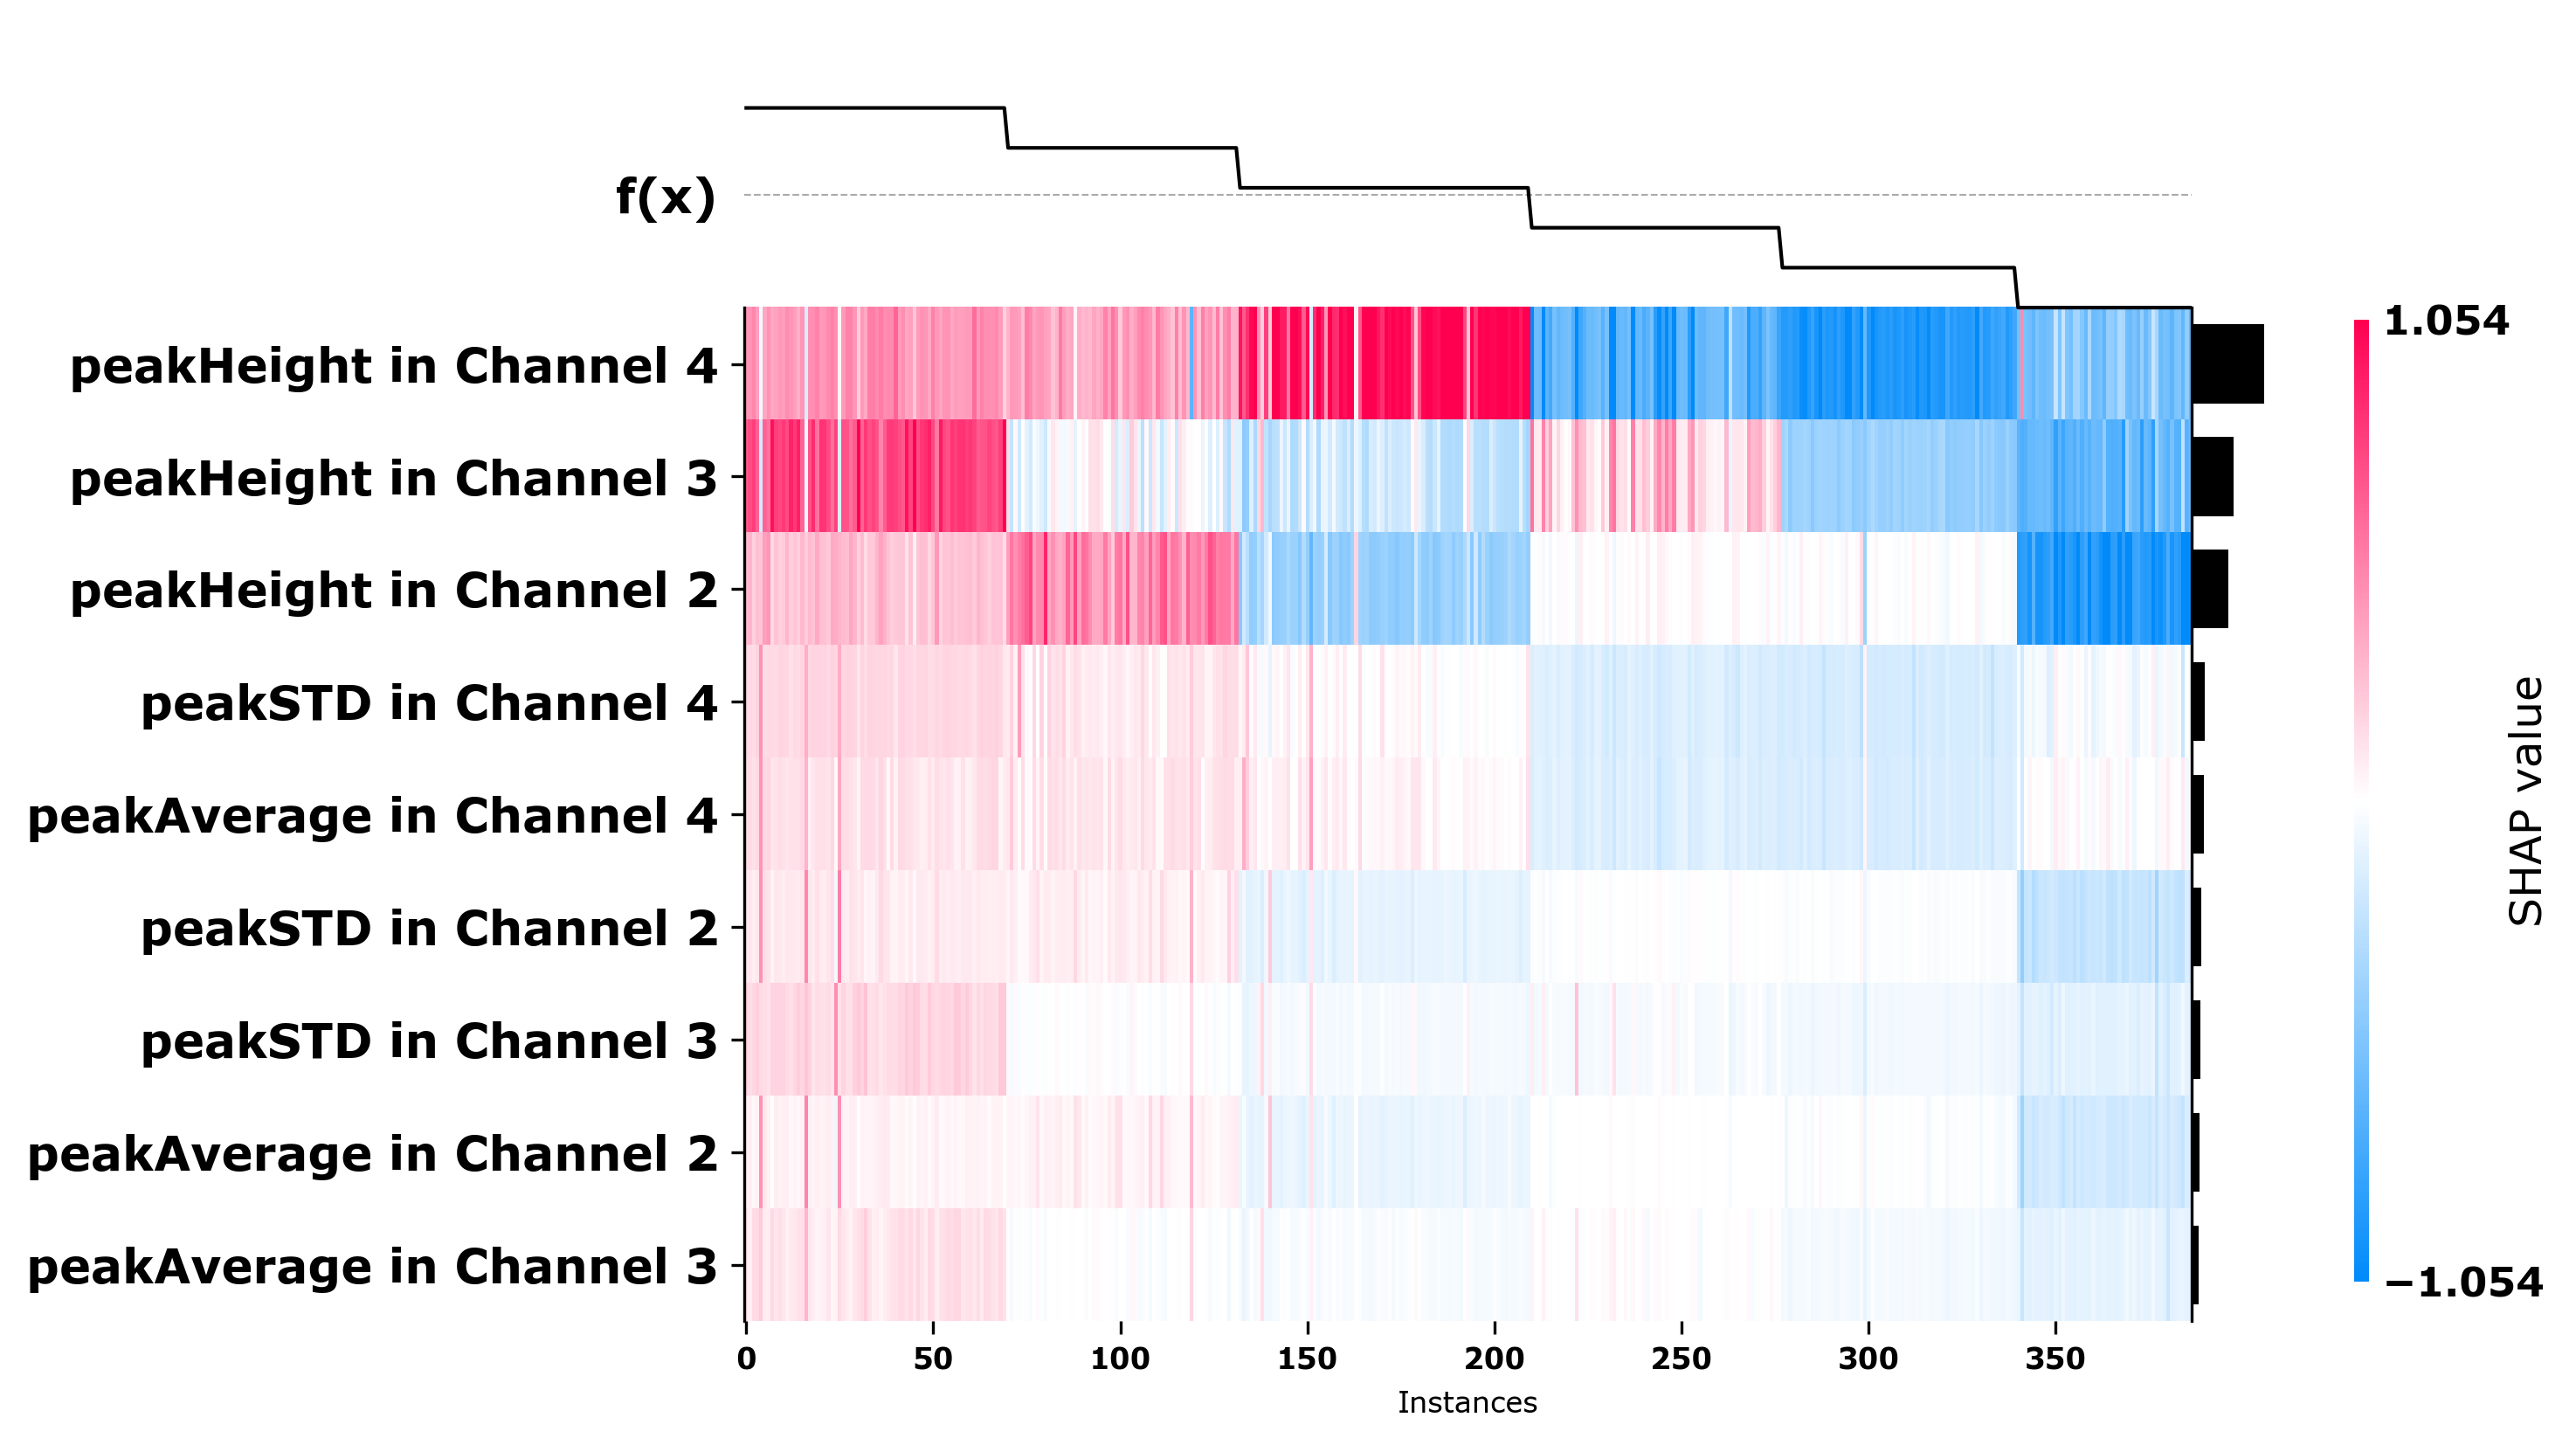 f(x)
peakHeight in Channel 4
peakHeight in Channel 3
peakHeight in Channel 2
peakSTD in Channel 4
peakAverage in Channel 4
peakSTD in Channel 2
peakSTD in Channel 3
peakAverage in Channel 2
peakAverage in Channel 3
0 50 100 150 200 250 300 350
Instances
1.054
SHAP value
−1.054